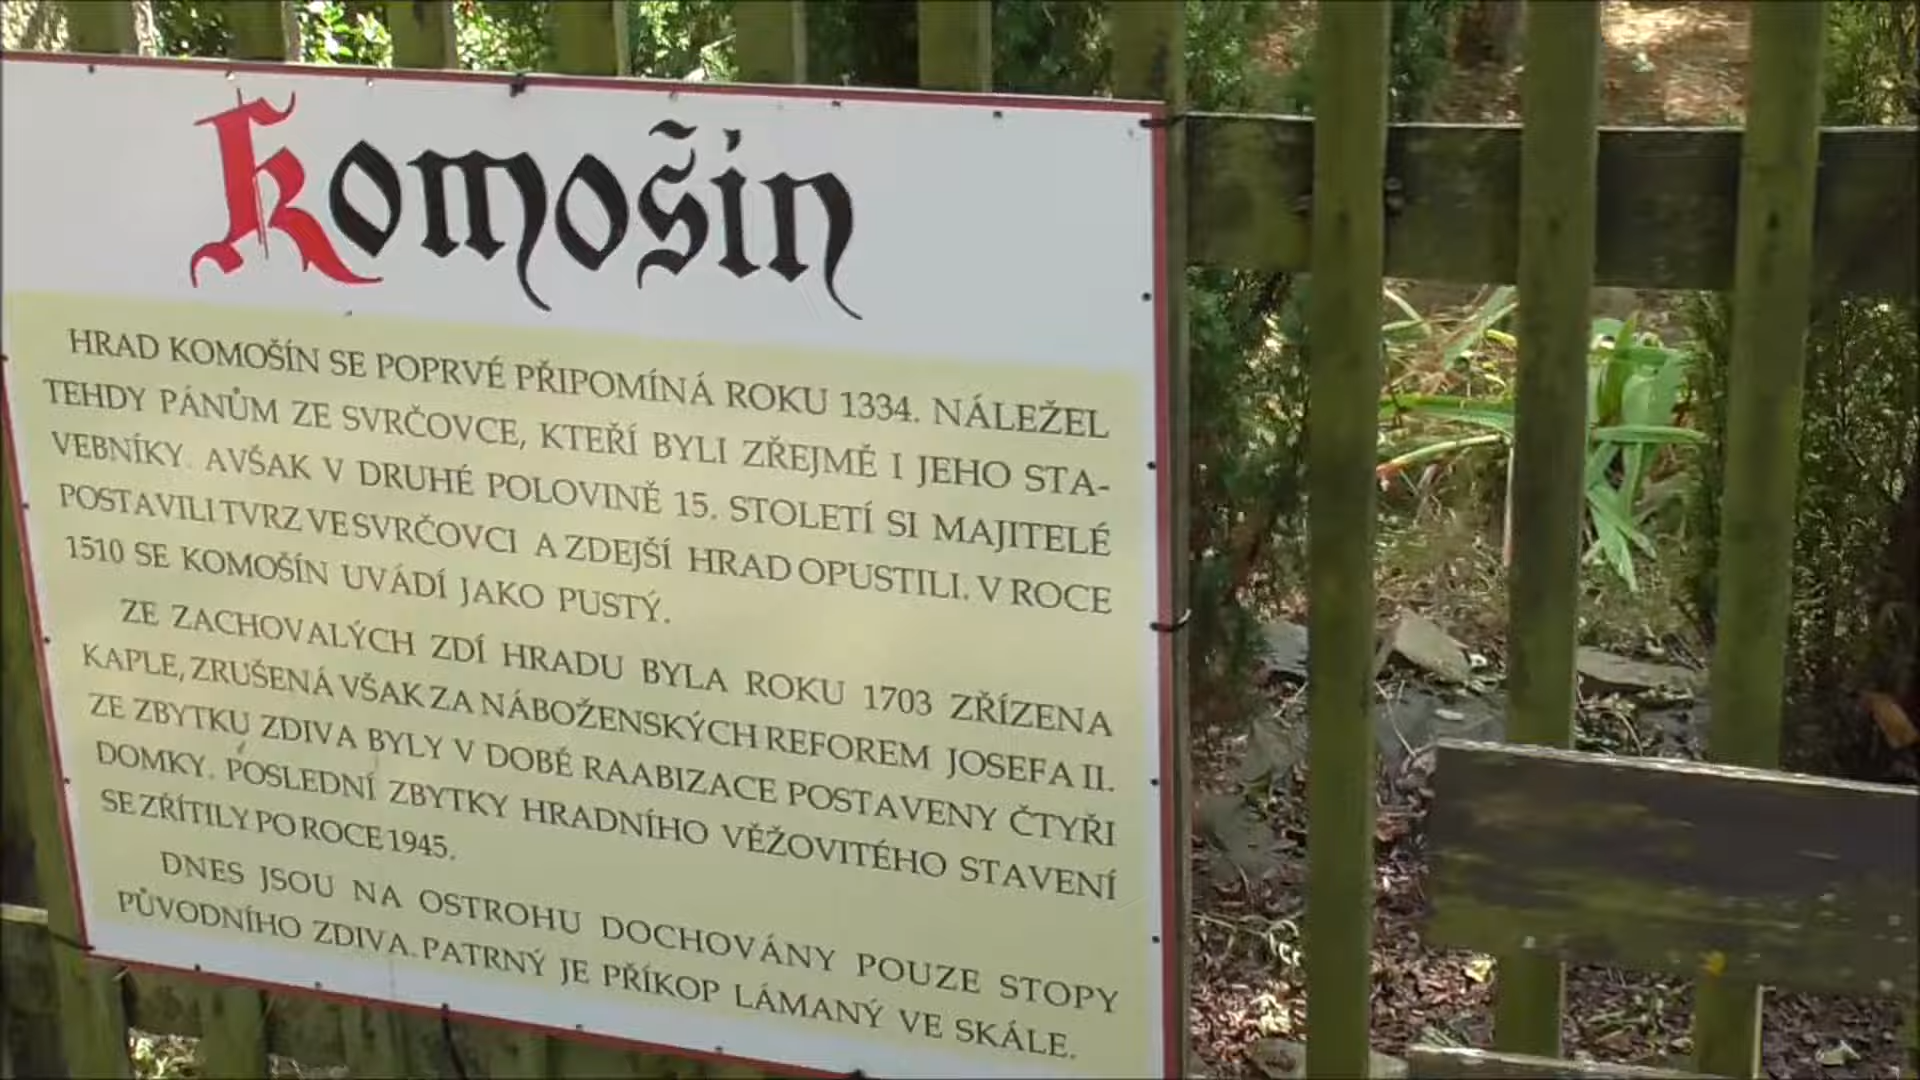 Komošín
HRAD KOMOŠÍN SE POPRVÉ PŘIPOMÍNÁ ROKU 1334. NÁLEŽEL
TEHDY PÁNŮM ZE SVRČOVCE, KTEŘÍ BYLI ZŘEJMĚ I JEHO STA-
VEBNÍKY. AVŠAK V DRUHÉ POLOVINĚ 15. STOLETÍ SI MAJITELÉ
POSTAVILI TVRZ VE SVRČOVCI A ZDEJŠÍ HRAD OPUSTILI. V ROCE
1510 SE KOMOŠÍN UVÁDÍ JAKO PUSTÝ.
ZE ZACHOVALÝCH ZDÍ HRADU BYLA ROKU 1703 ZŘÍZENA
KAPLE, ZRUŠENÁ VŠAK ZA NÁBOŽENSKÝCH REFOREM JOSEFA II.
ZE ZBYTKU ZDIVA BYLY V DOBĚ RAABIZACE POSTAVENY ČTYŘI
DOMKY. POSLEDNÍ ZBYTKY HRADNÍHO VĚŽOVITÉHO STAVENÍ
SE ZŘÍTILY PO ROCE 1945.
DNES JSOU NA OSTROHU DOCHOVÁNY POUZE STOPY
PŮVODNÍHO ZDIVA. PATRNÝ JE PŘÍKOP LÁMANÝ VE SKÁLE.